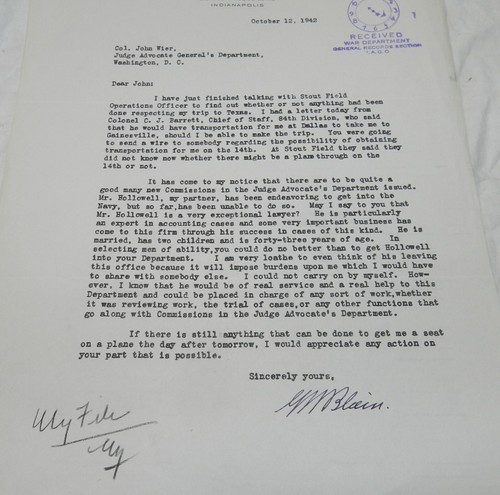 INDIANAPOLIS
October 12, 1942
RECEIVED
WAR DEPARTMENT
GENERAL RECORDS SECTION
J.A.G.D
Col. John Wier,
Judge Advocate General's Department,
Washington, D. C.
Dear John:
I have just finished talking with Stout Field
Operations Officer to find out whether or not anything had been
done respecting my trip to Texas. I had a letter today from
Colonel C. J. Barrett, Chief of Staff, 84th Division, who said
that he would have transportation for me at Dallas to take me to
Gainesville, should I be able to make the trip. You were going
to send a wire to somebody regarding the possibility of obtaining
transportation for me on the 14th. At Stout Field they said they
did not know now whether there might be a plane through on the
14th or not.
It has come to my notice that there are to be quite a
good many new Commissions in the Judge Advocate's Department issued.
Mr. Hollowell, my partner, has been endeavoring to get into the
Navy, but so far, has been unable to do so. May I say to you that
Mr. Hollowell is a very exceptional lawyer? He is particularly
an expert in accounting cases and some very important business has
come to this firm through his success in cases of this kind. He is
married, has two children and is forty-three years of age. In
selecting men of ability, you could do no better than to get Hollowell
into your Department. I am very loathe to even think of his leaving
this office because it will impose burdens upon me which I would have
to share with somebody else. I could not carry on by myself. How-
ever, I know that he would be of real service and a real help to this
Department and could be placed in charge of any sort of work, whether
it was reviewing work, the trial of cases, or any other functions that
go along with Commissions in the Judge Advocate's Department.
If there is still anything that can be done to get me a seat
on a plane the day after tomorrow, I would appreciate any action on
your part that is possible.
Sincerely yours,
My File